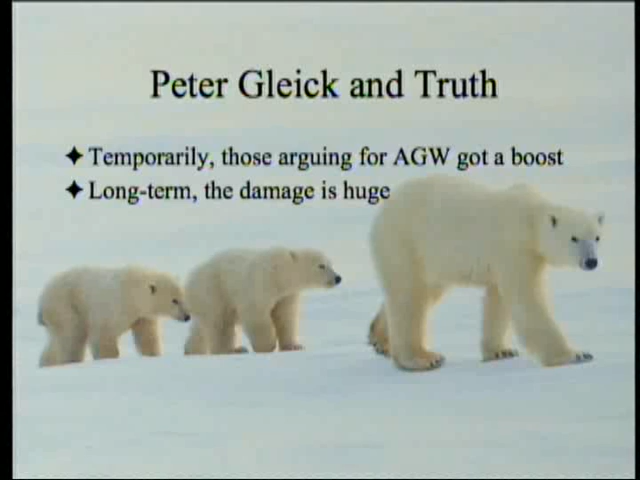 Peter Gleick and Truth
Temporarily, those arguing for AGW got a boost
Long-term, the damage is huge